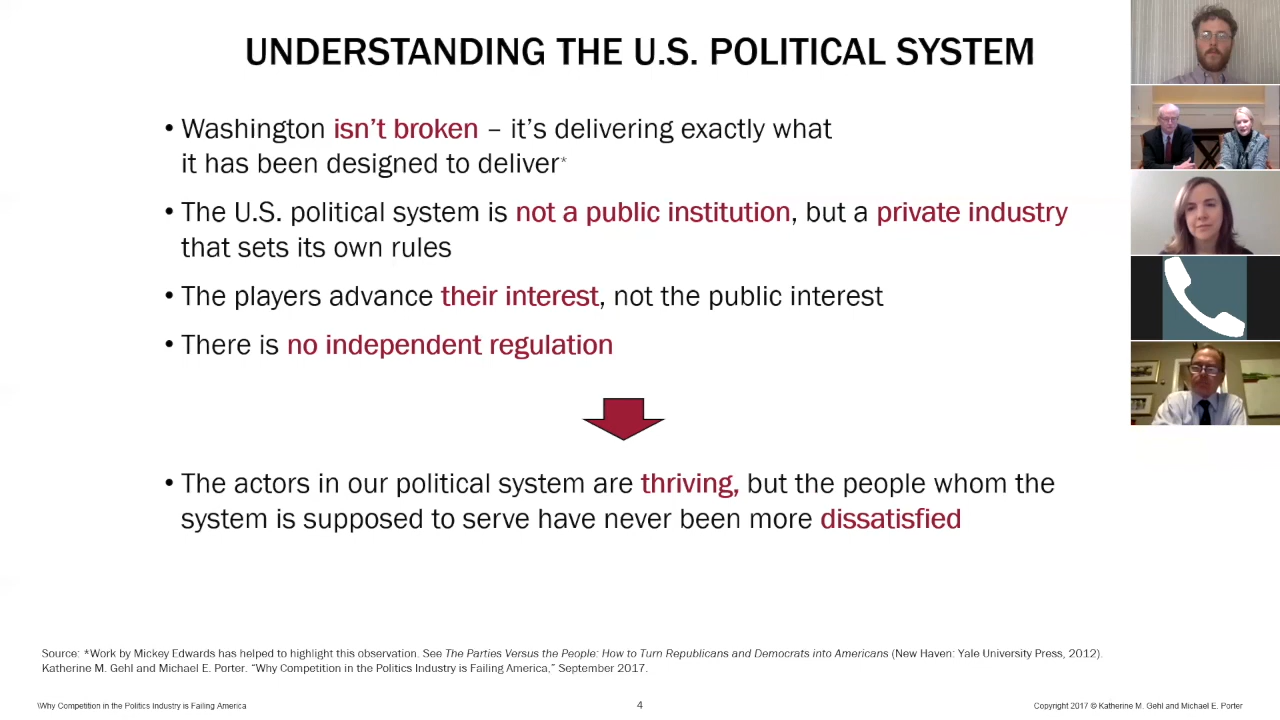 UNDERSTANDING THE U.S. POLITICAL SYSTEM
• Washington isn't broken – it's delivering exactly what
it has been designed to deliver*
• The U.S. political system is not a public institution, but a private industry
that sets its own rules
• The players advance their interest, not the public interest
• There is no independent regulation
• The actors in our political system are thriving, but the people whom the
system is supposed to serve have never been more dissatisfied
Source: *Work by Mickey Edwards has helped to highlight this observation. See The Parties Versus the People: How to Turn Republicans and Democrats into Americans (New Haven: Yale University Press, 2012).
Katherine M. Gehl and Michael E. Porter. "Why Competition in the Politics Industry is Failing America," September 2017.
\Why Competition in the Politics Industry is Failing America
4
Copyright 2017 © Katherine M. Gehl and Michael E. Porter